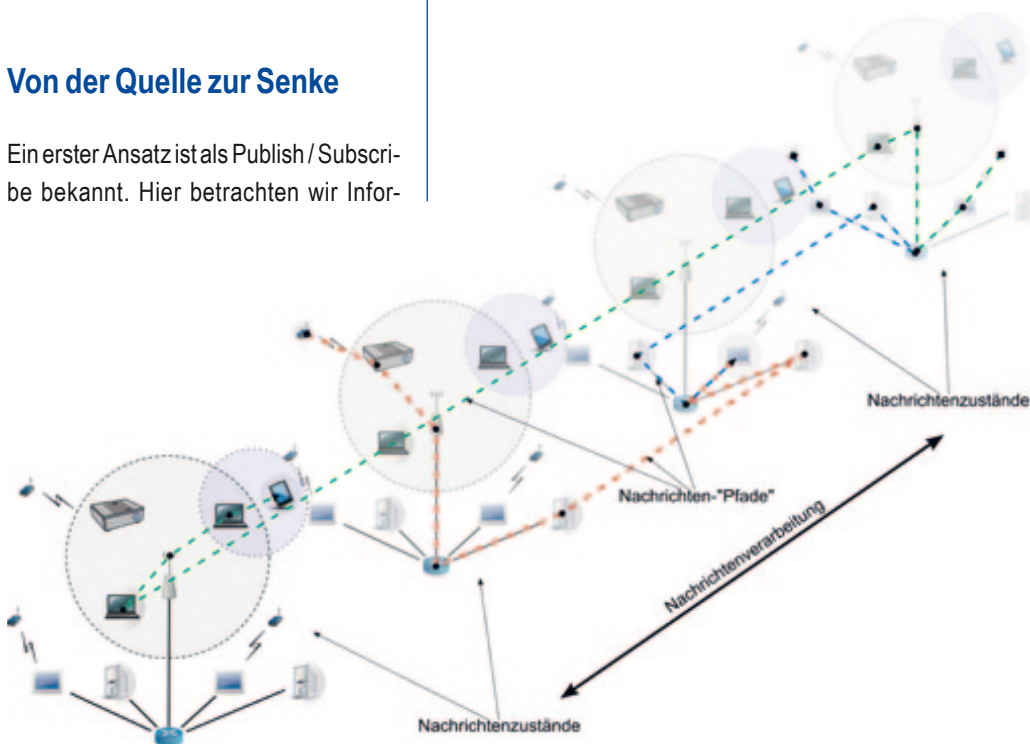 Von der Quelle zur Senke
Ein erster Ansatz ist als Publish / Subscri-
be bekannt. Hier betrachten wir Infor-
Nachrichtenzustände
Nachrichten-"Pfade"
Nachrichtenverarbeitung
Nachrichtenzustände